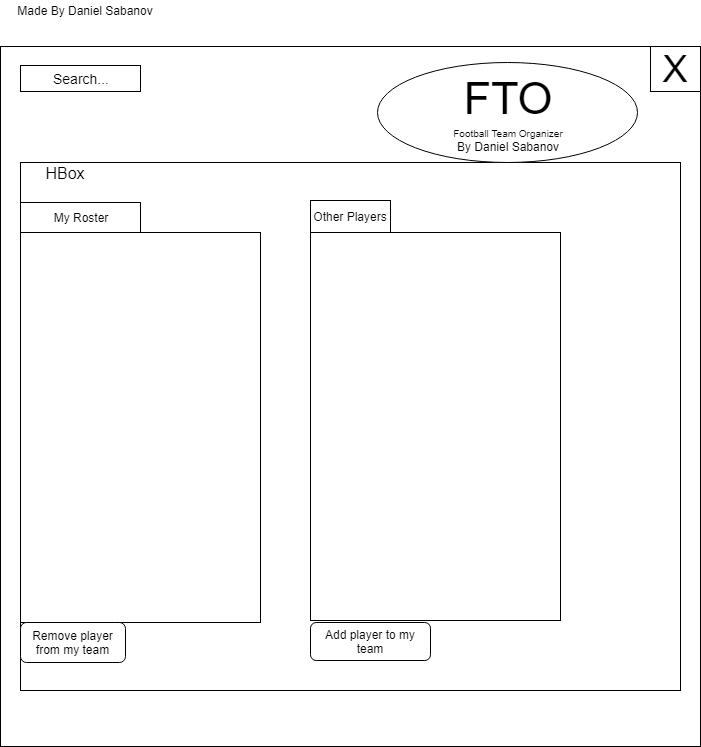 Made By Daniel Sabanov
Search...
X
FTO
Football Team Organizer
By Daniel Sabanov
HBox
My Roster
Other Players
Remove player
from my team
Add player to my
team